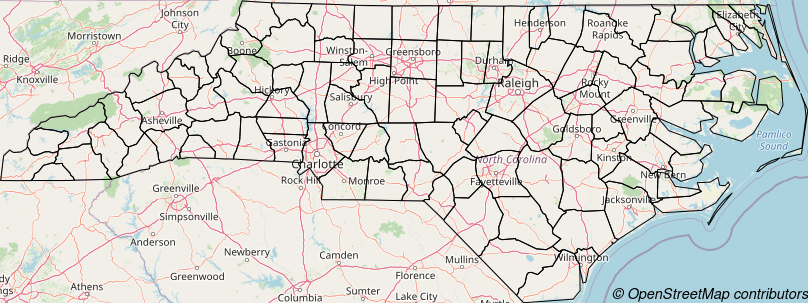 Johnson
City
Morristown
Ridge
Knoxville
Boone
Winston-
Salem
Greensboro
High Point
Durham
Raleigh
Henderson
Roanoke
Rapids
Elizabeth
City
Rocky
Mount
Greenville
Goldsboro
Kinston
New Bern
Pamlico
Sound
Jacksonville
Wilmington
Fayetteville
North Carolina
Hickory
Salisbury
Asheville
Concord
Gastonia
Charlotte
Rock Hill
Monroe
Greenville
Simpsonville
Anderson
Newberry
Greenwood
Athens
Camden
Columbia
Sumter
Florence
Lake City
Mullins
© OpenStreetMap contributors